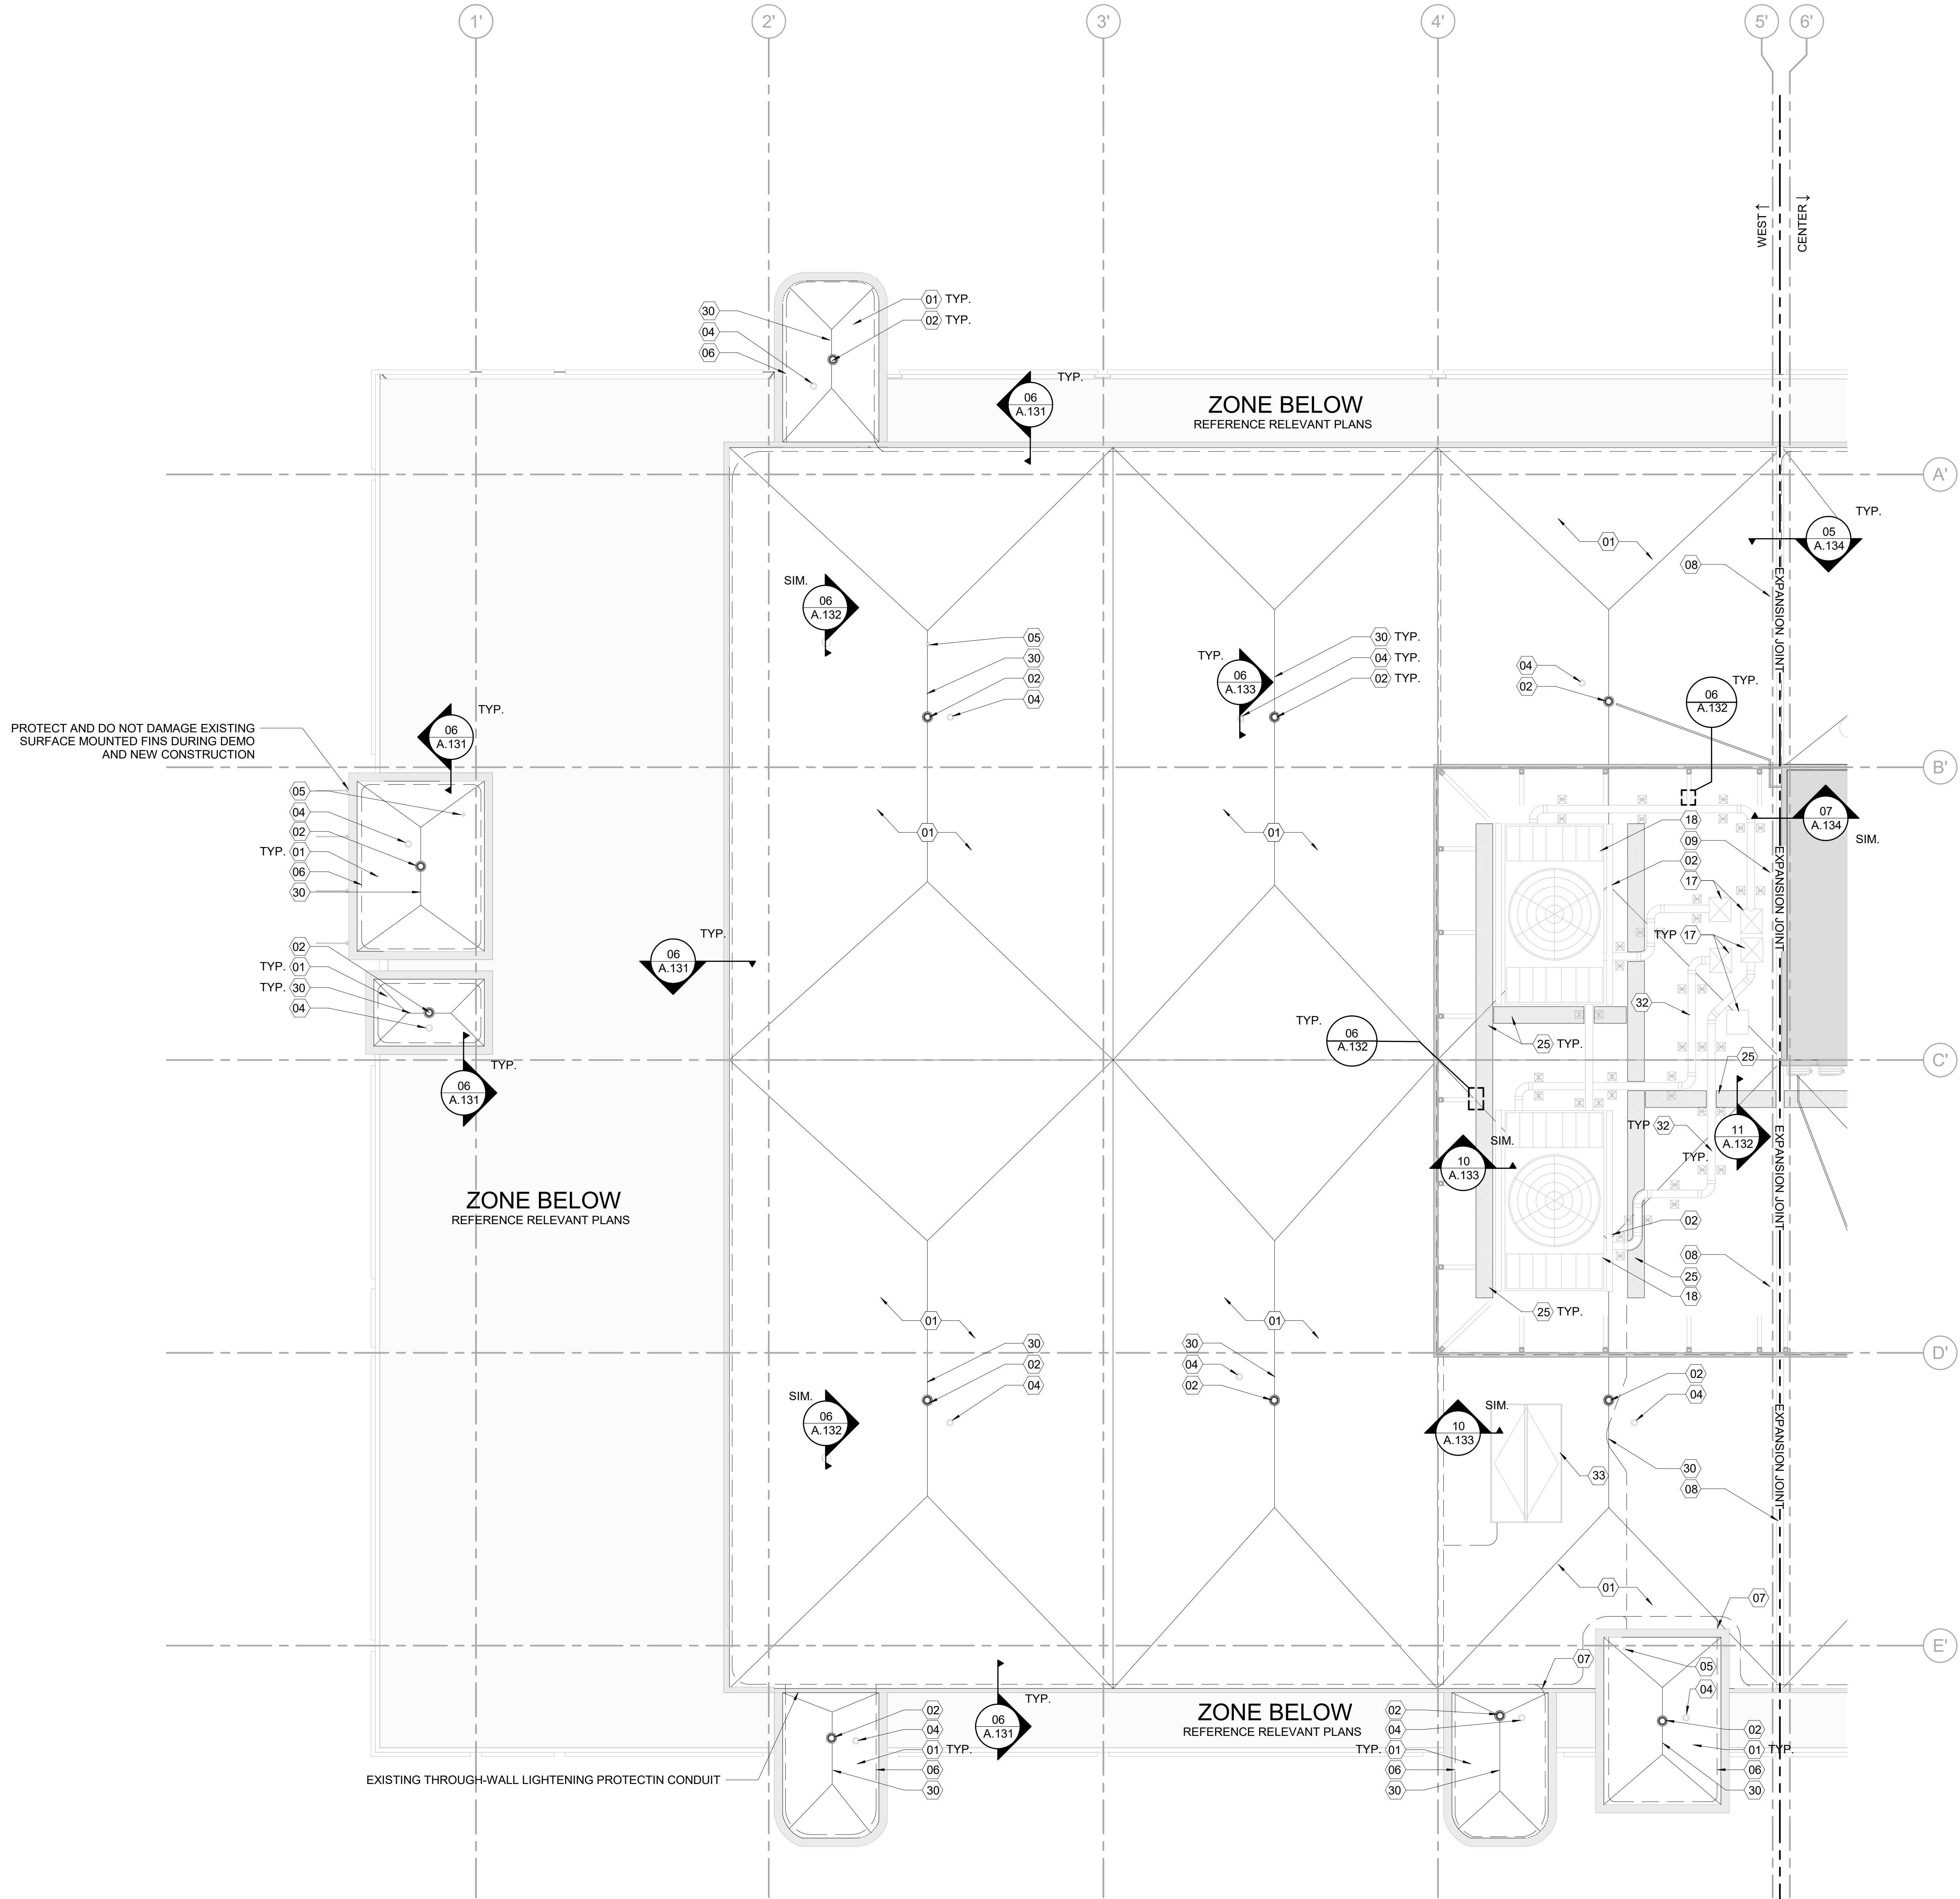 1'
2'
3'
4'
5'
6'
WEST
CENTER
30
04
06
01 TYP.
02 TYP.
TYP.
06
A.131
ZONE BELOW
REFERENCE RELEVANT PLANS
A'
TYP.
05
A.134
01
08
EXPANSION JOINT
SIM.
06
A.132
05
30
02
04
TYP.
06
A.133
30 TYP.
04 TYP.
02 TYP.
04
02
TYP.
06
A.132
PROTECT AND DO NOT DAMAGE EXISTING
SURFACE MOUNTED FINS DURING DEMO
AND NEW CONSTRUCTION
TYP.
06
A.131
B'
05
04
02
TYP. 01
06
30
01
01
18
09
02
17
07
A.134
SIM.
EXPANSION JOINT
02
TYP. 01
TYP. 30
04
TYP.
06
A.131
TYP 17
32
TYP.
06
A.132
25 TYP.
25
C'
TYP.
06
A.131
SIM.
10
A.133
TYP 32
TYP.
11
A.132
EXPANSION JOINT
ZONE BELOW
REFERENCE RELEVANT PLANS
02
08
25
18
25 TYP.
01
01
30
02
04
30
04
02
D'
02
04
SIM.
06
A.132
SIM.
10
A.133
EXPANSION JOINT
33
30
08
01
07
E'
07
05
04
TYP.
06
A.131
ZONE BELOW
REFERENCE RELEVANT PLANS
02
04
01 TYP.
06
30
02
04
TYP. 01
06
30
02
01 TYP.
06
30
EXISTING THROUGH-WALL LIGHTENING PROTECTIN CONDUIT